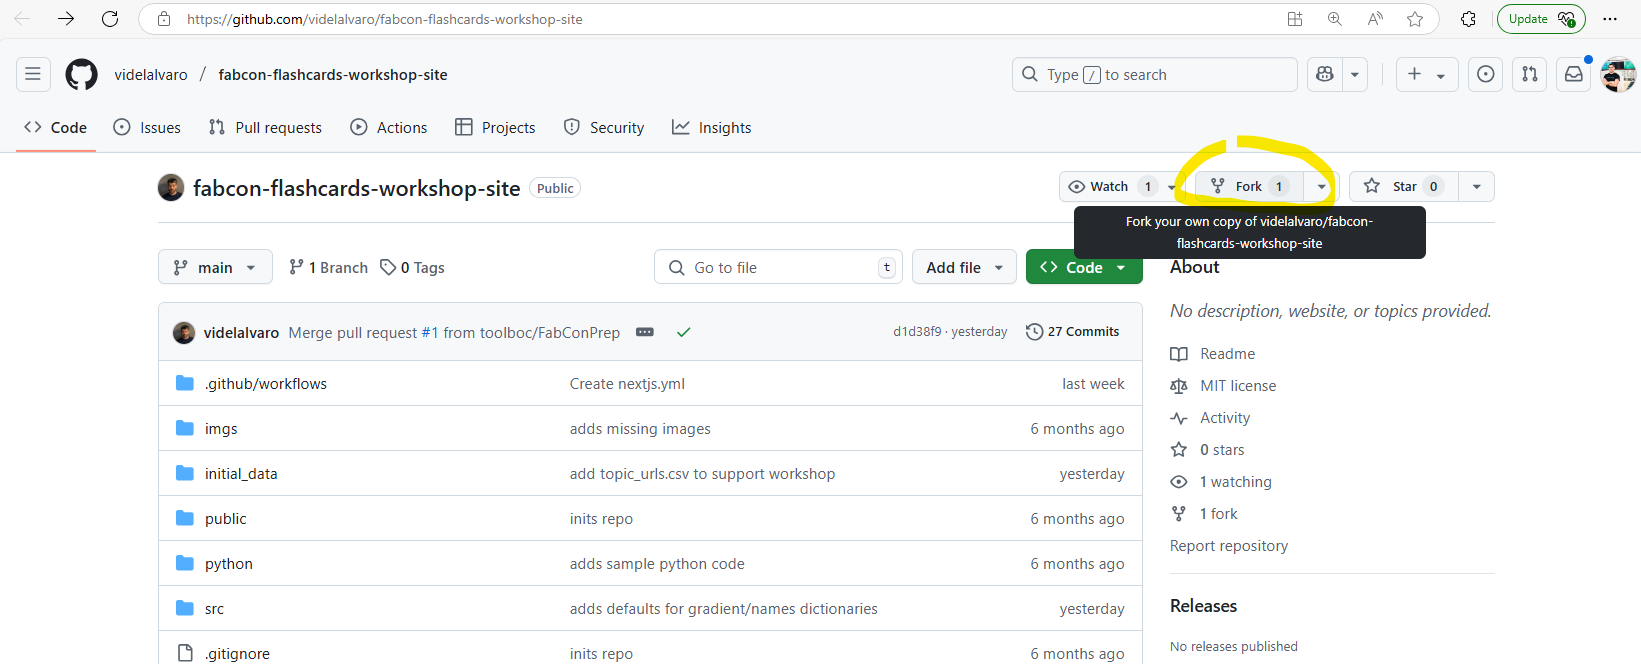 https://github.com/videlalvaro/fabcon-flashcards-workshop-site
Update
videlalvaro / fabcon-flashcards-workshop-site
Type / to search
Code Issues Pull requests Actions Projects Security Insights
fabcon-flashcards-workshop-site Public
Watch 1 Fork 1 Star 0
Fork your own copy of videlalvaro/fabcon-
flashcards-workshop-site
main 1 Branch 0 Tags Go to file t Add file Code
About
No description, website, or topics provided.
videlalvaro Merge pull request #1 from toolboc/FabConPrep d1d38f9 · yesterday 27 Commits
Readme
.github/workflows Create nextjs.yml last week
MIT license
Activity
imgs adds missing images 6 months ago
0 stars
initial_data add topic_urls.csv to support workshop yesterday
1 watching
public inits repo 6 months ago
1 fork
Report repository
python adds sample python code 6 months ago
src adds defaults for gradient/names dictionaries yesterday
Releases
No releases published
.gitignore inits repo 6 months ago